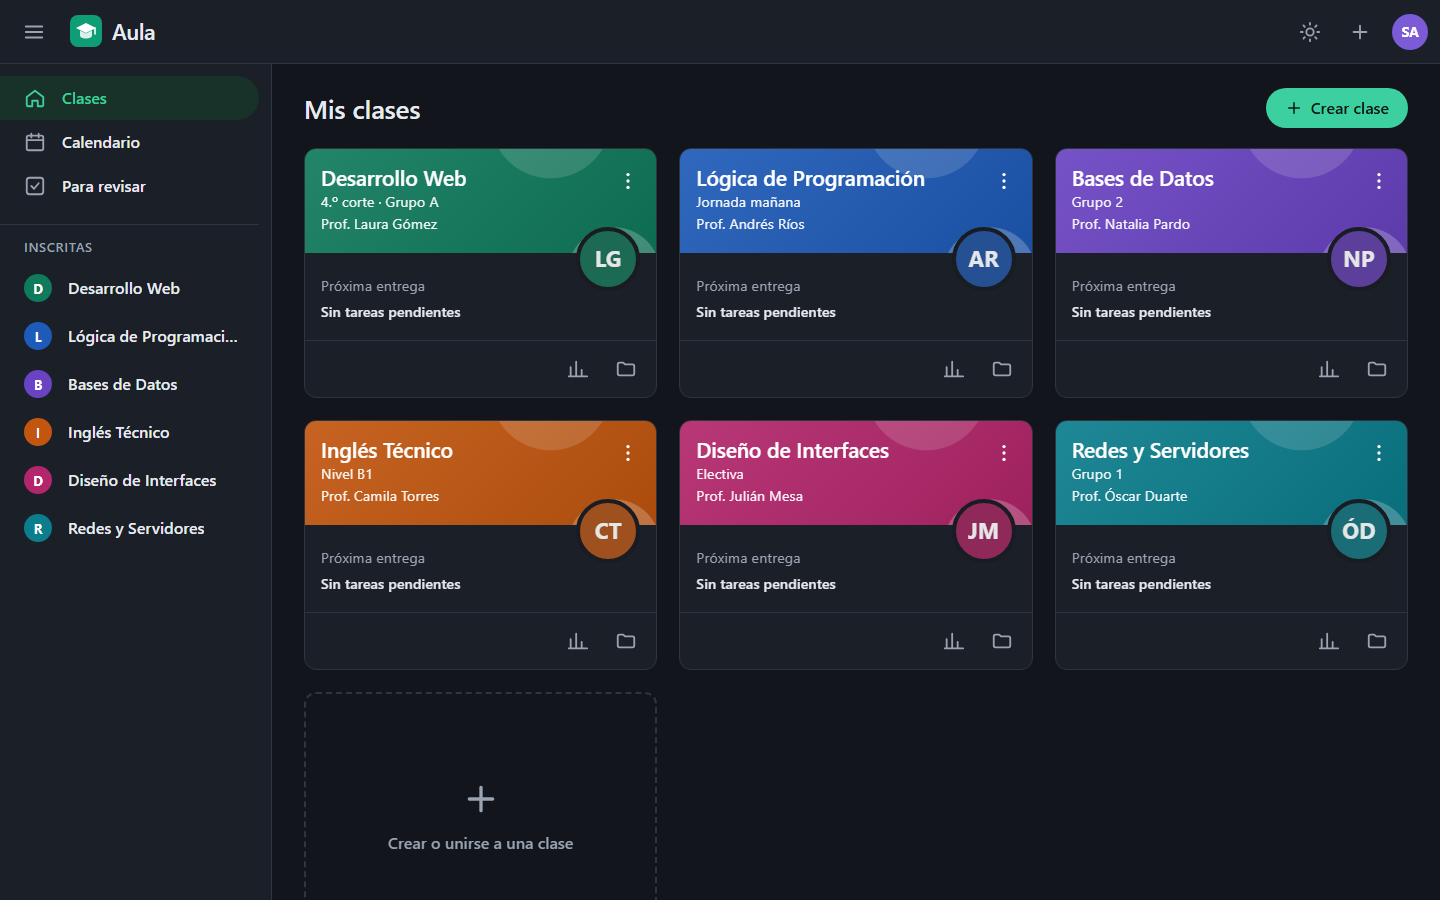 Aula
SA
Clases
Calendario
Para revisar
INSCRITAS
D Desarrollo Web
L Lógica de Programaci...
B Bases de Datos
I Inglés Técnico
D Diseño de Interfaces
R Redes y Servidores
Mis clases
+ Crear clase
Desarrollo Web
4.º corte · Grupo A
Prof. Laura Gómez
LG
Próxima entrega
Sin tareas pendientes
Lógica de Programación
Jornada mañana
Prof. Andrés Ríos
AR
Próxima entrega
Sin tareas pendientes
Bases de Datos
Grupo 2
Prof. Natalia Pardo
NP
Próxima entrega
Sin tareas pendientes
Inglés Técnico
Nivel B1
Prof. Camila Torres
CT
Próxima entrega
Sin tareas pendientes
Diseño de Interfaces
Electiva
Prof. Julián Mesa
JM
Próxima entrega
Sin tareas pendientes
Redes y Servidores
Grupo 1
Prof. Óscar Duarte
ÓD
Próxima entrega
Sin tareas pendientes
Crear o unirse a una clase